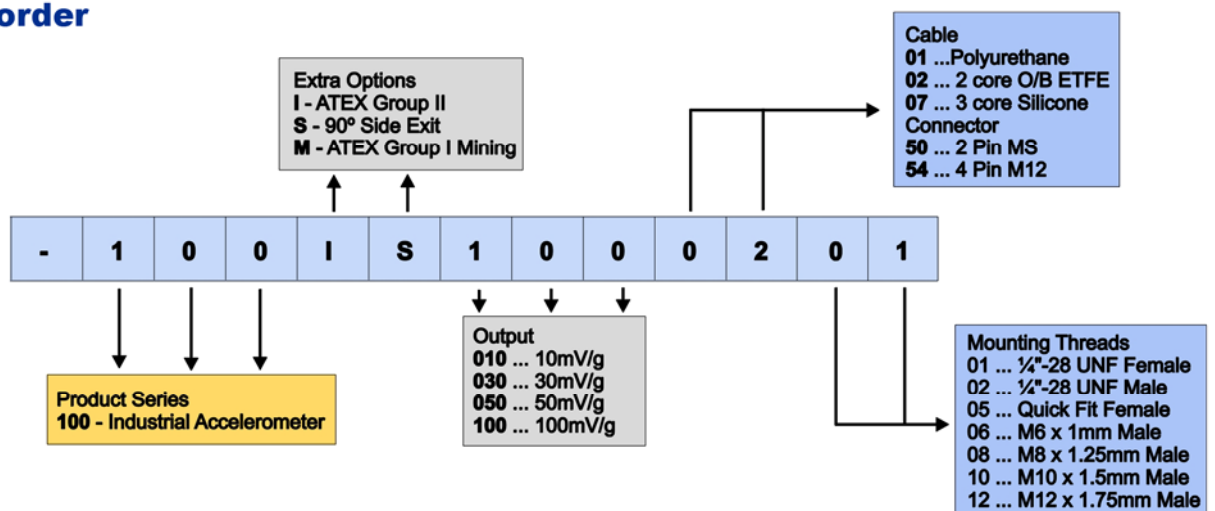 order
Extra Options
I - ATEX Group II
S - 90º Side Exit
M - ATEX Group I Mining
Cable
01 ...Polyurethane
02 ... 2 core O/B ETFE
07 ... 3 core Silicone
Connector
50 ... 2 Pin MS
54 ... 4 Pin M12
- 1 0 0 I S 1 0 0 0 2 0 1
Product Series
100 - Industrial Accelerometer
Output
010 ... 10mV/g
030 ... 30mV/g
050 ... 50mV/g
100 ... 100mV/g
Mounting Threads
01 ... ¼"-28 UNF Female
02 ... ¼"-28 UNF Male
05 ... Quick Fit Female
06 ... M6 x 1mm Male
08 ... M8 x 1.25mm Male
10 ... M10 x 1.5mm Male
12 ... M12 x 1.75mm Male